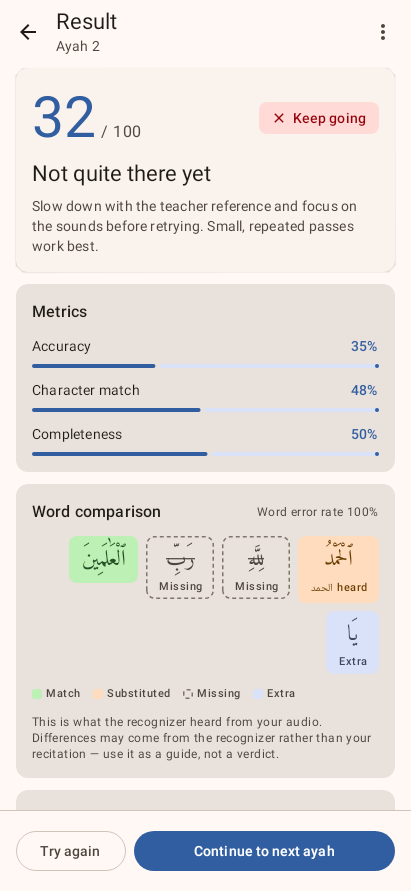 Result
Ayah 2
32 / 100
Keep going
Not quite there yet
Slow down with the teacher reference and focus on
the sounds before retrying. Small, repeated passes
work best.
Metrics
Accuracy 35%
Character match 48%
Completeness 50%
Word comparison Word error rate 100%
ٱلْحَمْدُ لِلَّهِ رَبِّ ٱلْعَٰلَمِينَ
الحمد heard Missing Missing
يَا
Extra
Match Substituted Missing Extra
This is what the recognizer heard from your audio.
Differences may come from the recognizer rather than your
recitation — use it as a guide, not a verdict.
Try again Continue to next ayah